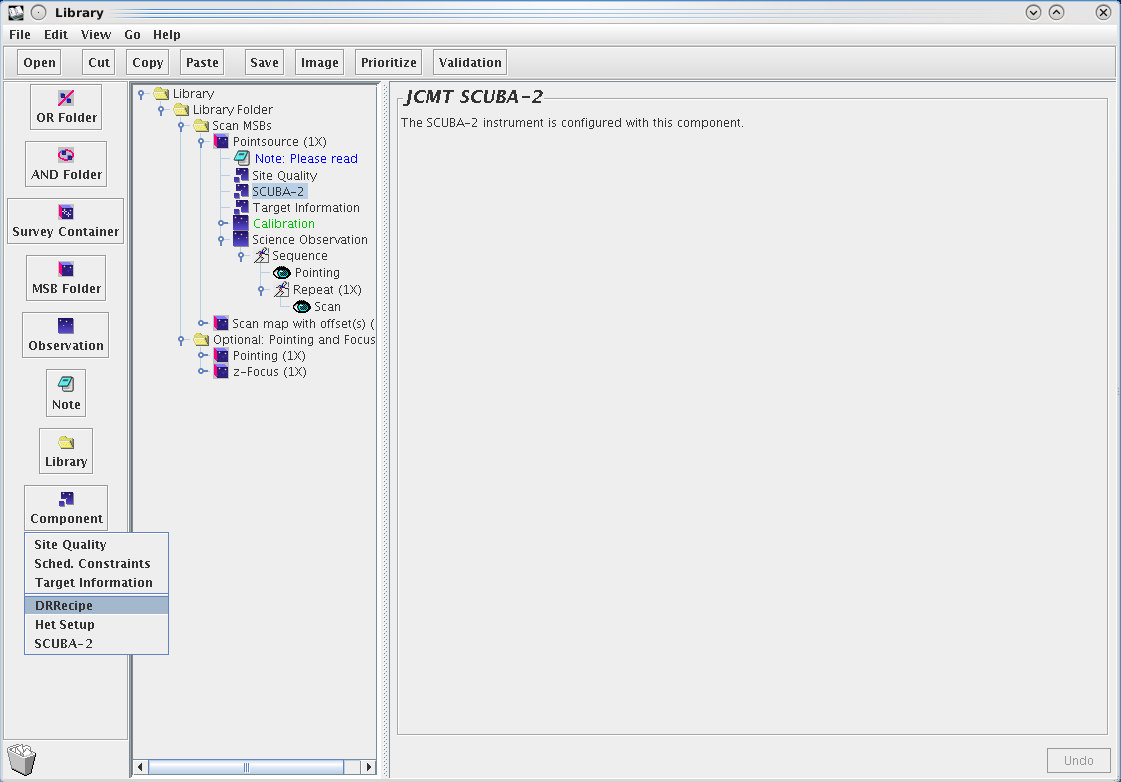 Library
File Edit View Go Help
Open Cut Copy Paste Save Image Prioritize Validation
OR Folder
AND Folder
Survey Container
MSB Folder
Observation
Note
Library
Component
Site Quality
Sched. Constraints
Target Information
DRRecipe
Het Setup
SCUBA-2
Library
Library Folder
Scan MSBs
Pointsource (1X)
Note: Please read
Site Quality
SCUBA-2
Target Information
Calibration
Science Observation
Sequence
Pointing
Repeat (1X)
Scan
Scan map with offset(s) (
Optional: Pointing and Focus
Pointing (1X)
z-Focus (1X)
JCMT SCUBA-2
The SCUBA-2 instrument is configured with this component.
Undo